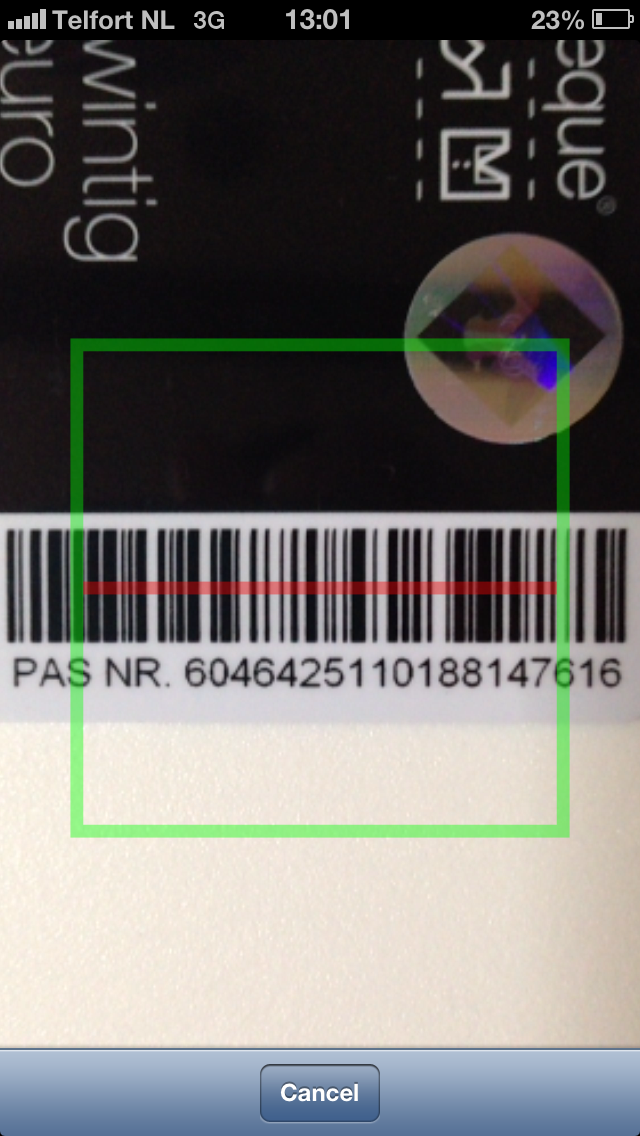 Telfort NL 3G 13:01 23%
euro
wintig
eque®
PAS NR. 6046425110188147616
Cancel